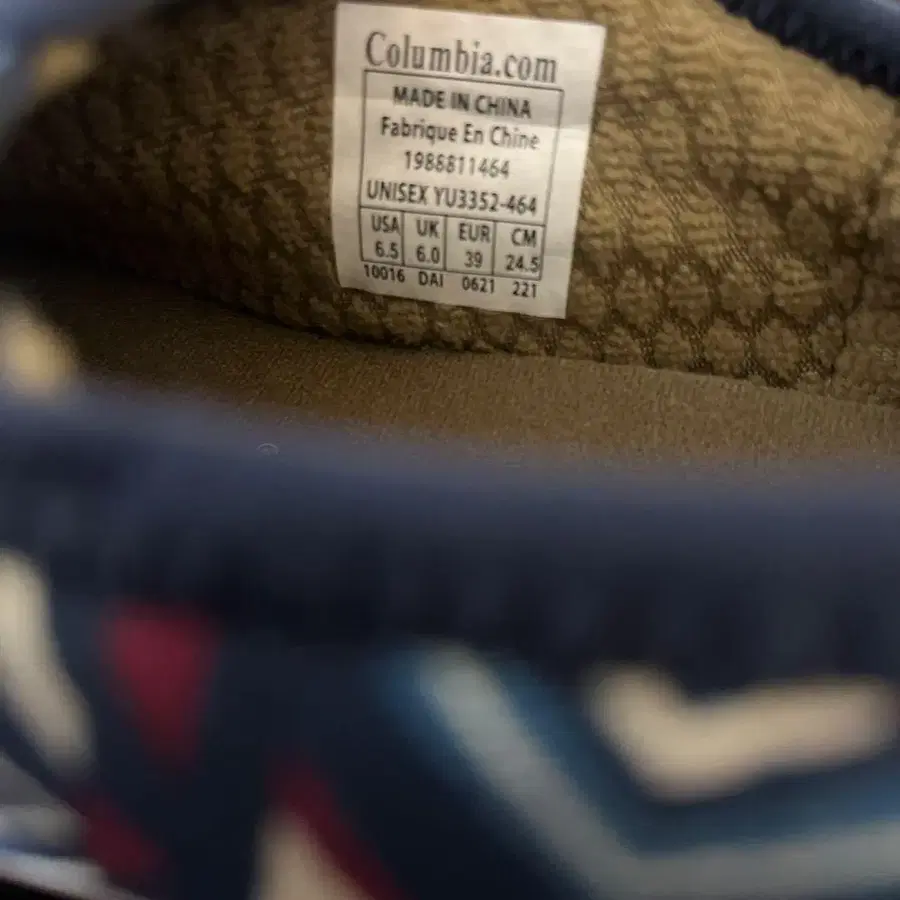 Columbia.com
MADE IN CHINA
Fabrique En Chine
1988811464
UNISEX YU3352-464
USA UK EUR CM
6.5 6.0 39 24.5
10016 DAI 0621 221